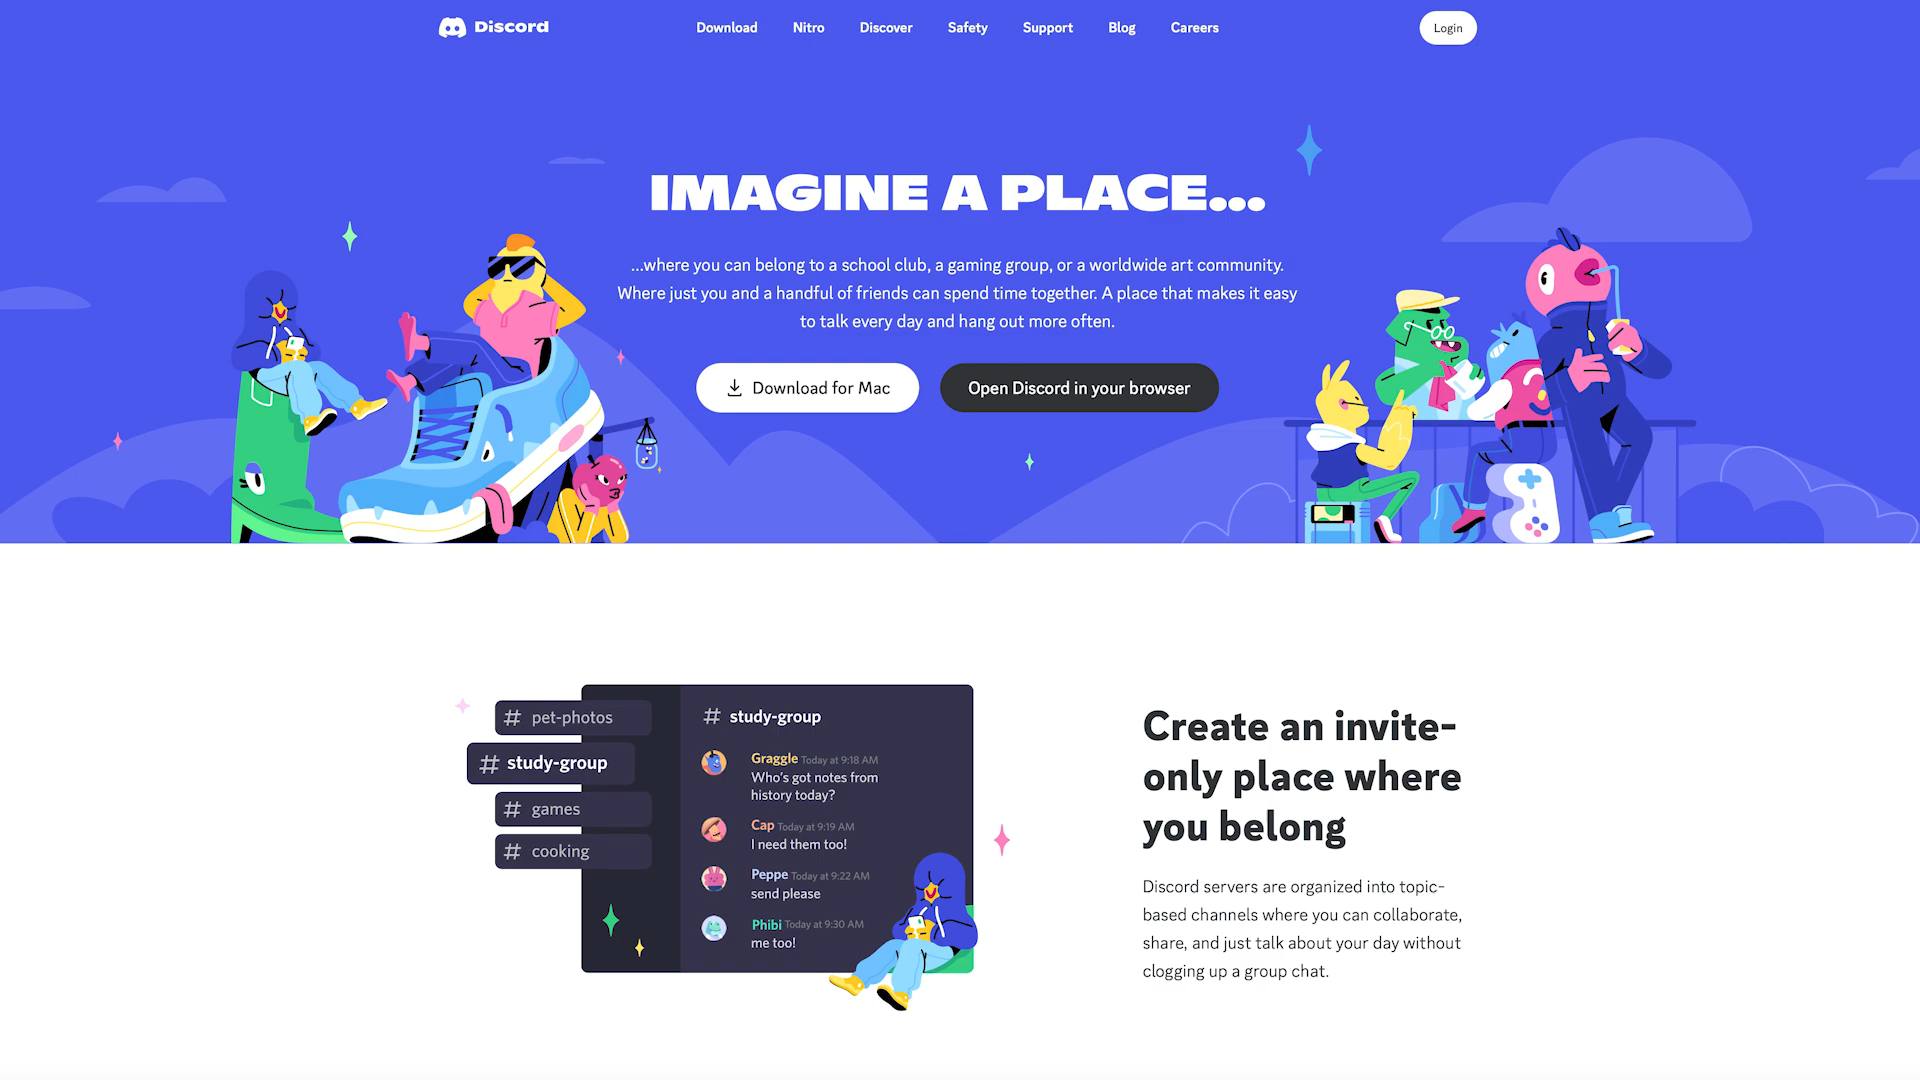 Discord
Download
Nitro
Discover
Safety
Support
Blog
Careers
Login
IMAGINE A PLACE...
...where you can belong to a school club, a gaming group, or a worldwide art community.
Where just you and a handful of friends can spend time together. A place that makes it easy
to talk every day and hang out more often.
Download for Mac
Open Discord in your browser
# pet-photos
# study-group
# games
# cooking
# study-group
Graggle Today at 9:18 AM
Who's got notes from
history today?
Cap Today at 9:19 AM
I need them too!
Peppe Today at 9:22 AM
send please
Phibi Today at 9:30 AM
me too!
Create an invite-
only place where
you belong
Discord servers are organized into topic-
based channels where you can collaborate,
share, and just talk about your day without
clogging up a group chat.